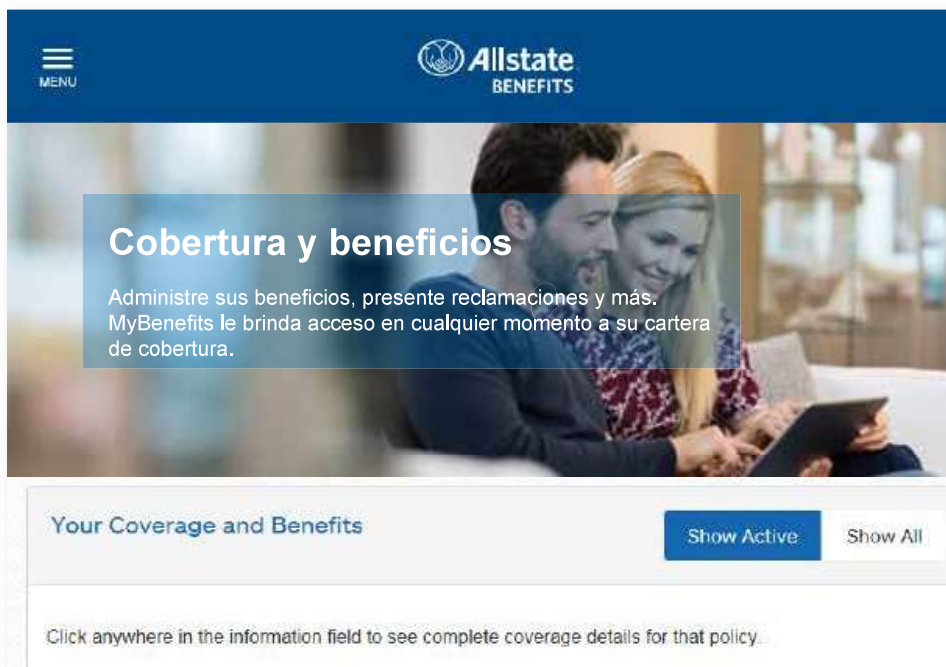 MENU
Allstate
BENEFITS
Cobertura y beneficios
Administre sus beneficios, presente reclamaciones y más.
MyBenefits le brinda acceso en cualquier momento a su cartera
de cobertura.
Your Coverage and Benefits
Show Active
Show All
Click anywhere in the information field to see complete coverage details for that policy.